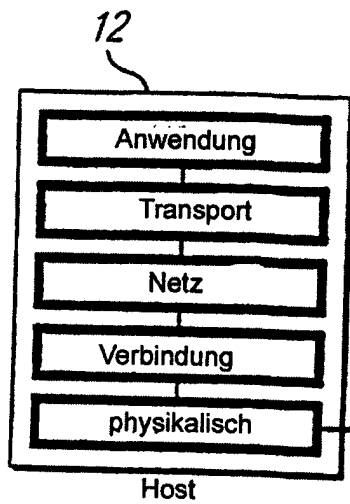 12
Anwendung
Transport
Netz
Verbindung
physikalisch
Host